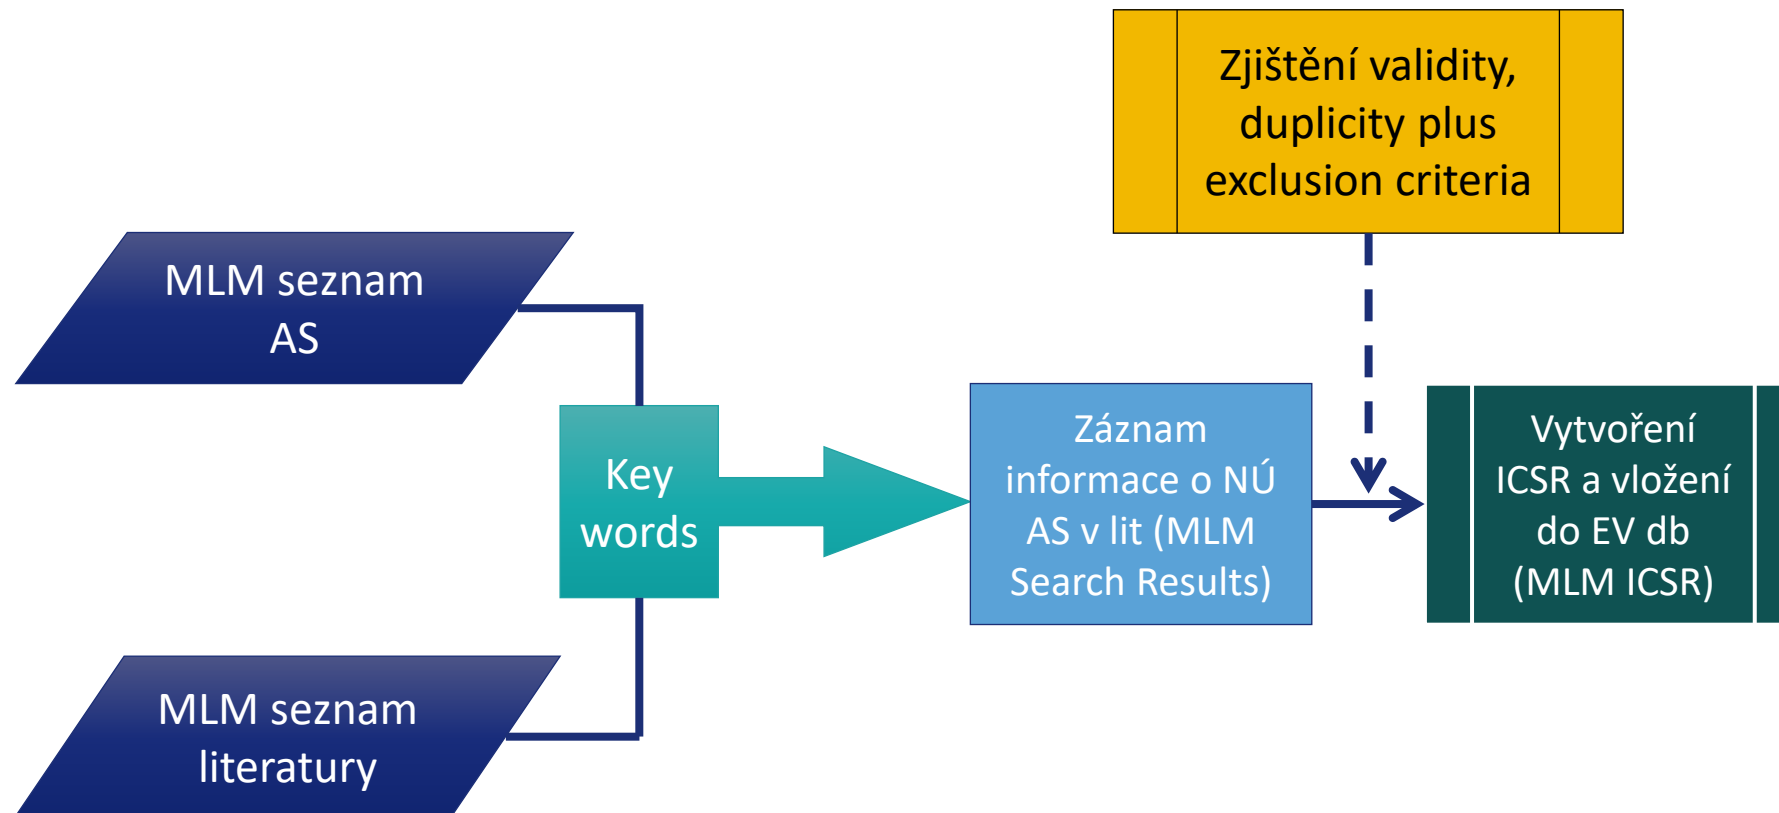 Zjištění validity,
duplicity plus
exclusion criteria
MLM seznam
AS
Key
words
Záznam
informace o NÚ
AS v lit (MLM
Search Results)
Vytvoření
ICSR a vložení
do EV db
(MLM ICSR)
MLM seznam
literatury